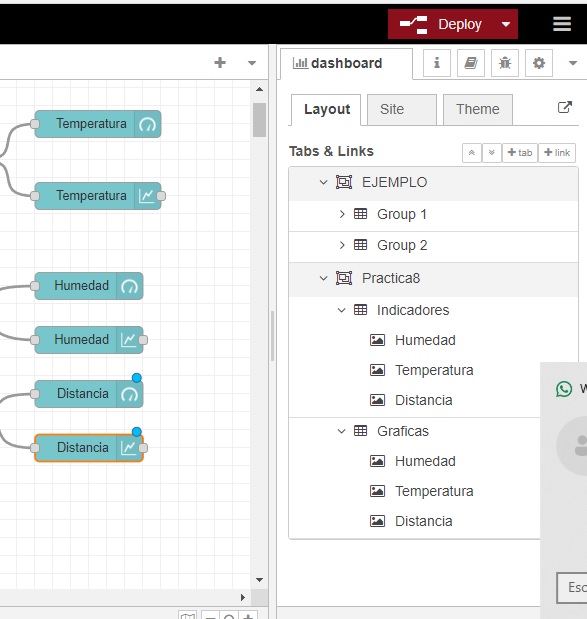 Deploy
dashboard
i
Layout
Site
Theme
Tabs & Links
tab
link
EJEMPLO
Group 1
Group 2
Practica8
Indicadores
Humedad
Temperatura
Distancia
Graficas
Humedad
Temperatura
Distancia
Temperatura
Temperatura
Humedad
Humedad
Distancia
Distancia
W
Esc